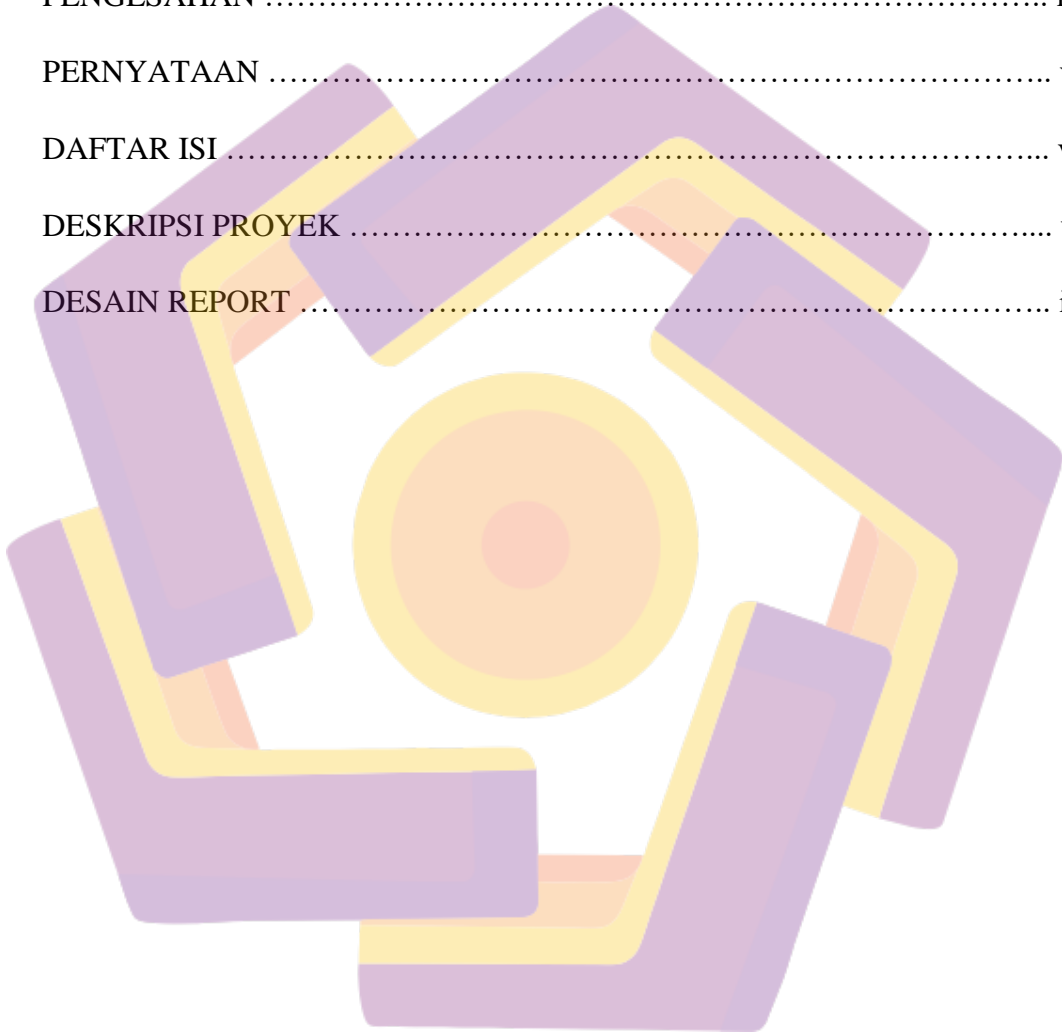 PENGESAHAN ………………………………………………………………..
PERNYATAAN ………………………………………………………………..
DAFTAR ISI …………………………………………………………………...
DESKRIPSI PROYEK ………………………………………………………....
DESAIN REPORT ……………………………………………………………..